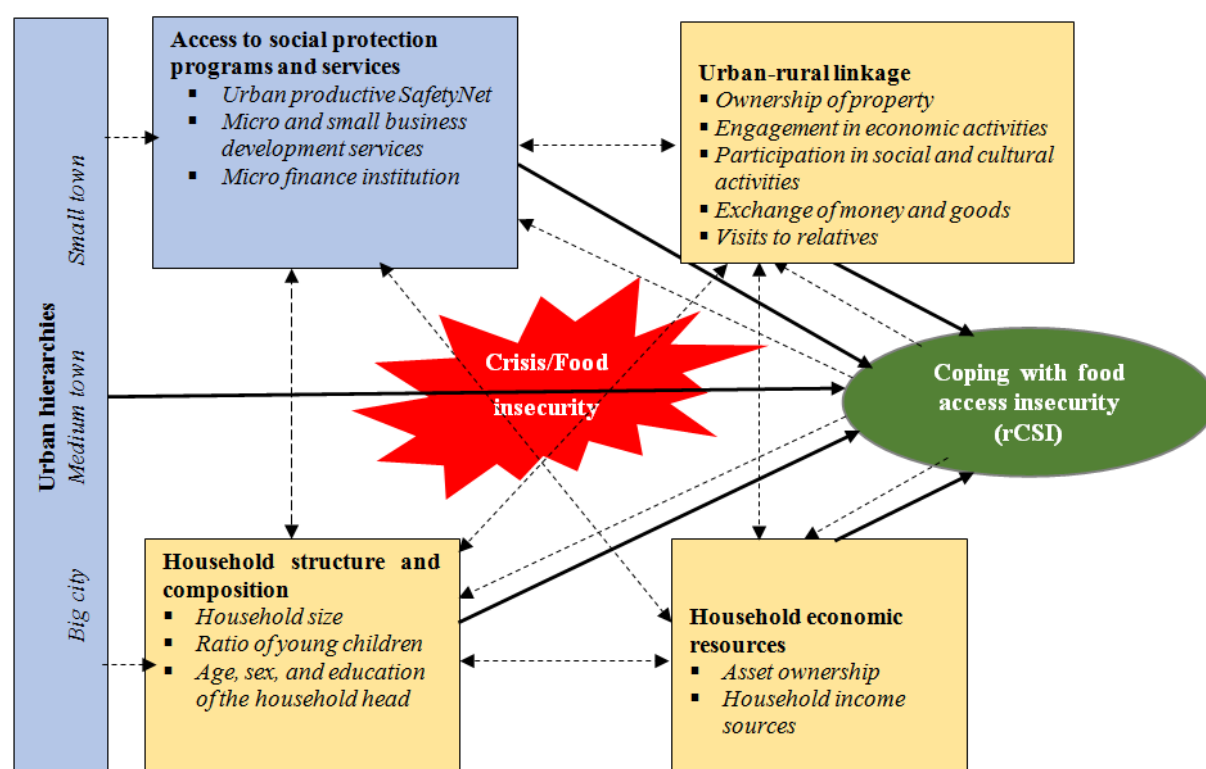 Urban hierarchies
Small town
Medium town
Big city
Access to social protection
programs and services
▪ Urban productive SafetyNet
▪ Micro and small business
development services
▪ Micro finance institution
Urban-rural linkage
▪ Ownership of property
▪ Engagement in economic activities
▪ Participation in social and cultural
activities
▪ Exchange of money and goods
▪ Visits to relatives
Crisis/Food
insecurity
Coping with food
access insecurity
(rCSI)
Household structure and
composition
▪ Household size
▪ Ratio of young children
▪ Age, sex, and education
of the household head
Household economic
resources
▪ Asset ownership
▪ Household income
sources